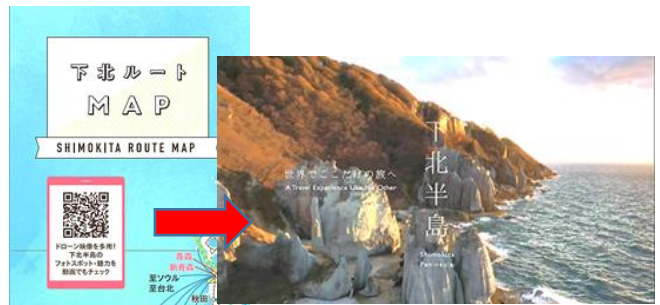 下北ルート
MAP
SHIMOKITA ROUTE MAP
ドローン映像を多用!
下北半島の
フォトスポット・魅力を
動画でもチェック
青森
新青森
至ソウル
至台北
秋田
世界でここだけの旅へ
A Travel Experience Like No Other
下北半島
Shimokita
Peninsula